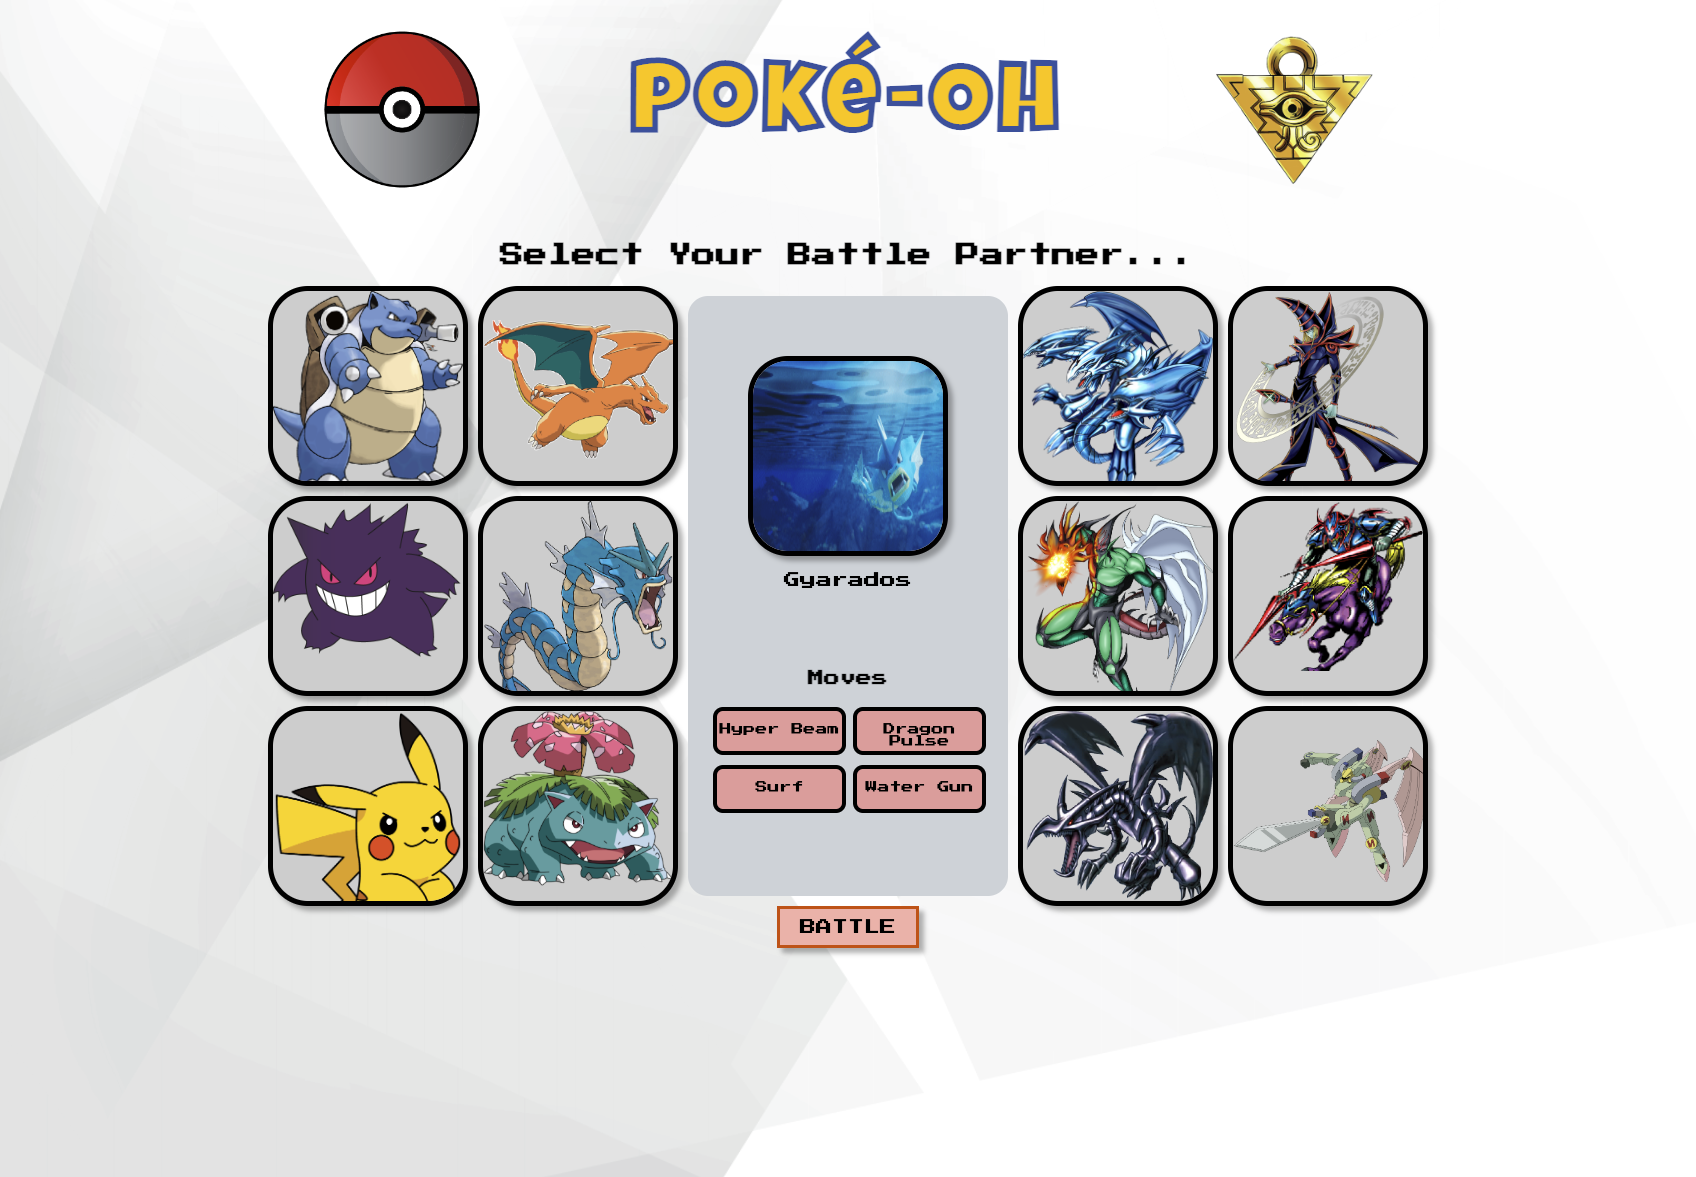 POKé-OH
Select Your Battle Partner...
Gyarados
Moves
Hyper Beam
Dragon
Pulse
Surf
Water Gun
BATTLE